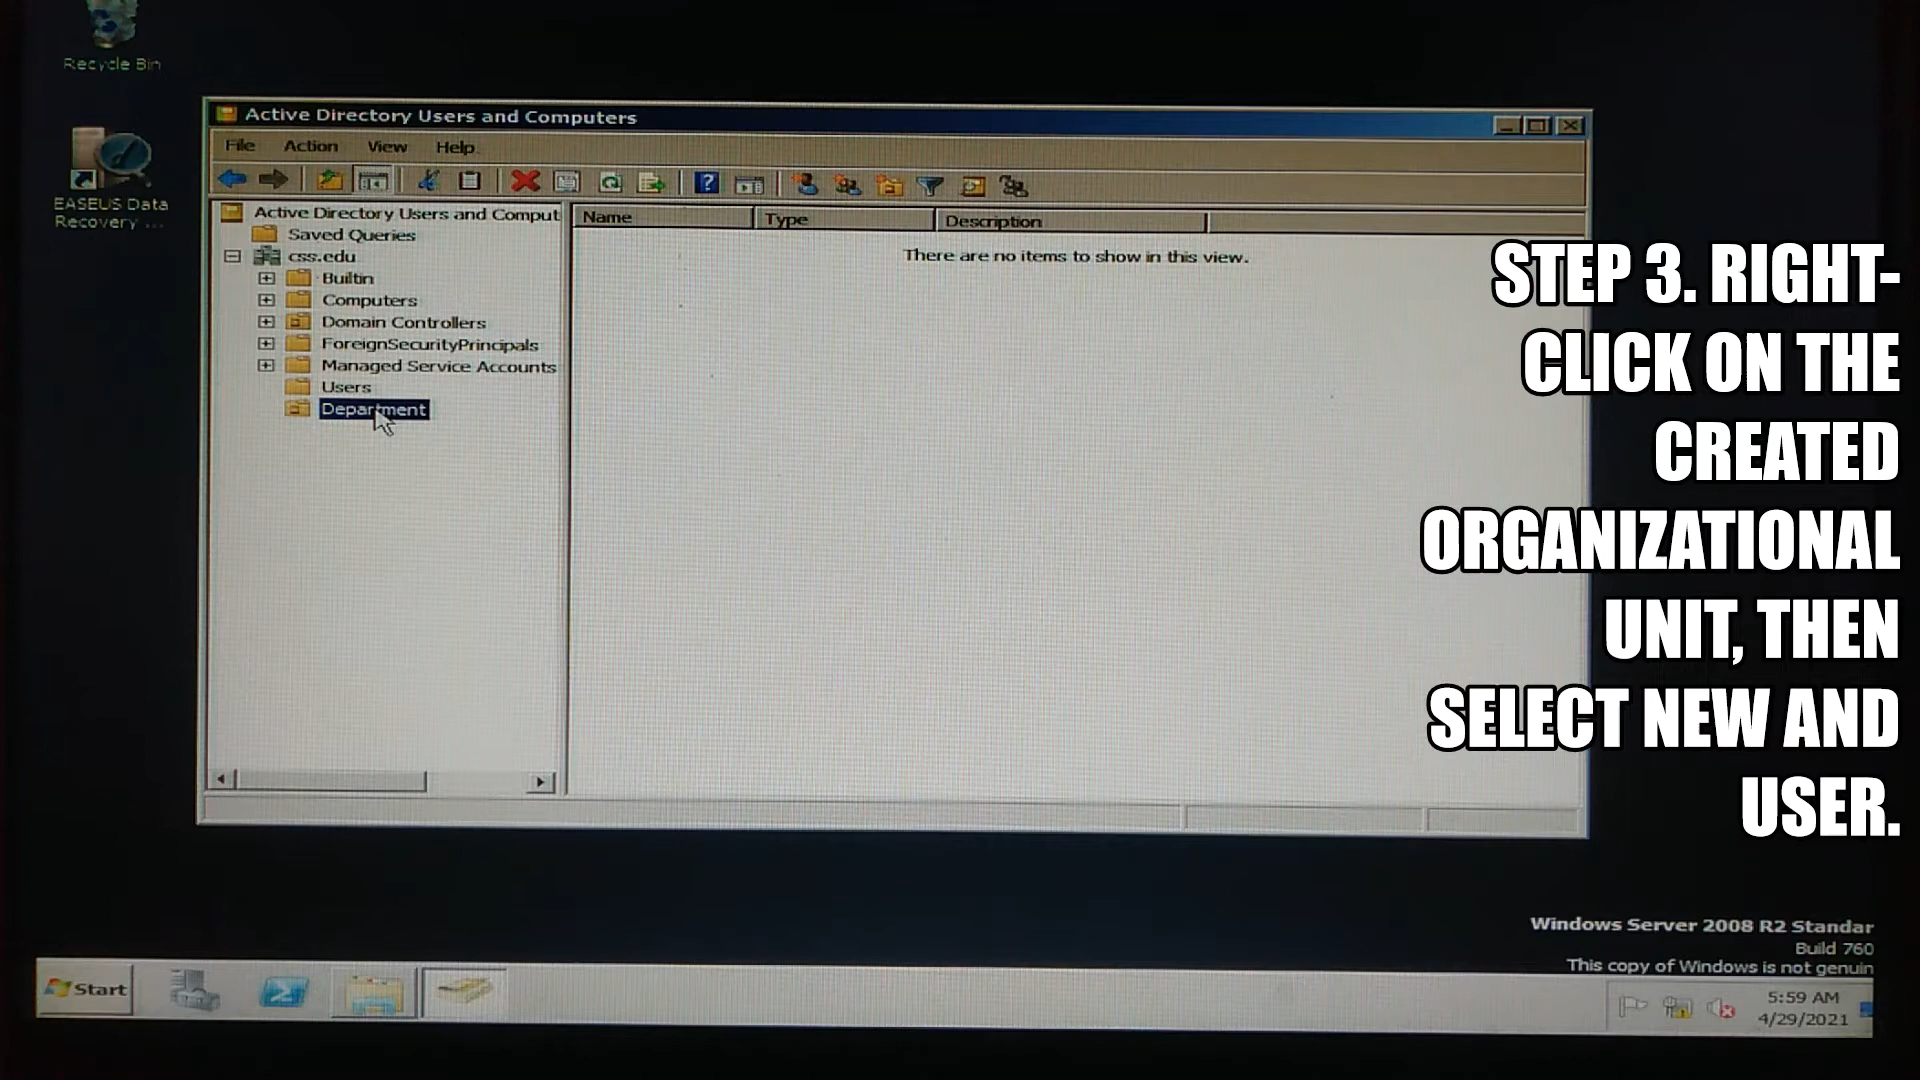 Recycle Bin
EASEUS Data
Recovery ...
Active Directory Users and Computers
File Action View Help
Active Directory Users and Comput
Saved Queries
css.edu
Builtin
Computers
Domain Controllers
ForeignSecurityPrincipals
Managed Service Accounts
Users
Department
Name Type Description
There are no items to show in this view.
STEP 3. RIGHT-
CLICK ON THE
CREATED
ORGANIZATIONAL
UNIT, THEN
SELECT NEW AND
USER.
Windows Server 2008 R2 Standar
Build 760
This copy of Windows is not genuin
Start
5:59 AM
4/29/2021